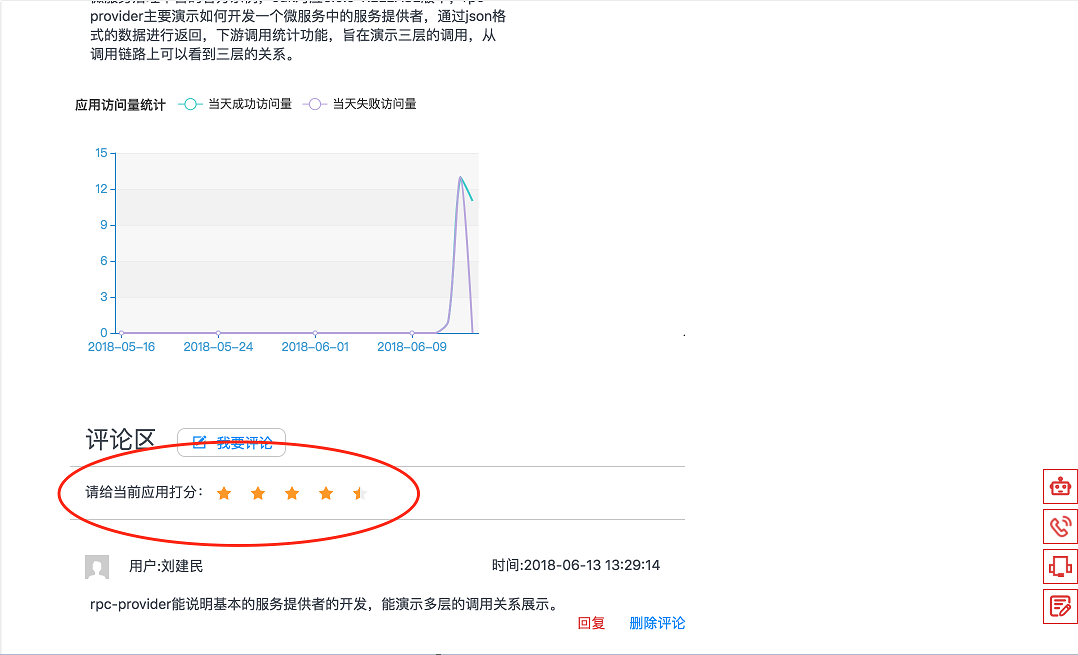 provider主要演示如何开发一个微服务中的服务提供者，通过json格
式的数据进行返回，下游调用统计功能，旨在演示三层的调用，从
调用链路上可以看到三层的关系。
应用访问量统计 当天成功访问量 当天失败访问量
15
12
9
6
3
0
2018-05-16 2018-05-24 2018-06-01 2018-06-09
评论区 我要评论
请给当前应用打分：
用户:刘建民 时间:2018-06-13 13:29:14
rpc-provider能说明基本的服务提供者的开发，能演示多层的调用关系展示。
回复 删除评论